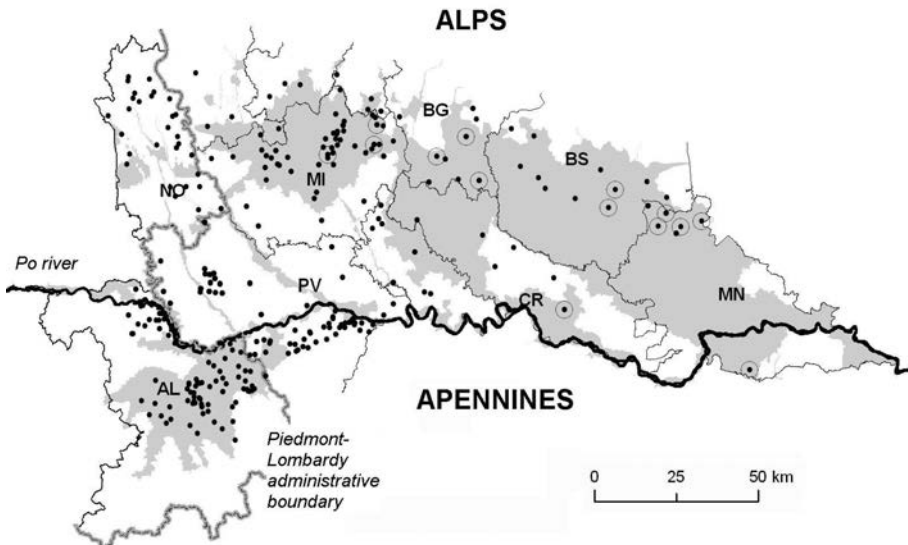 ALPS
BG
BS
MI
NO
Po river
PV
CR
MN
AL
APENNINES
Piedmont-
Lombardy
administrative
boundary
0 25 50 km